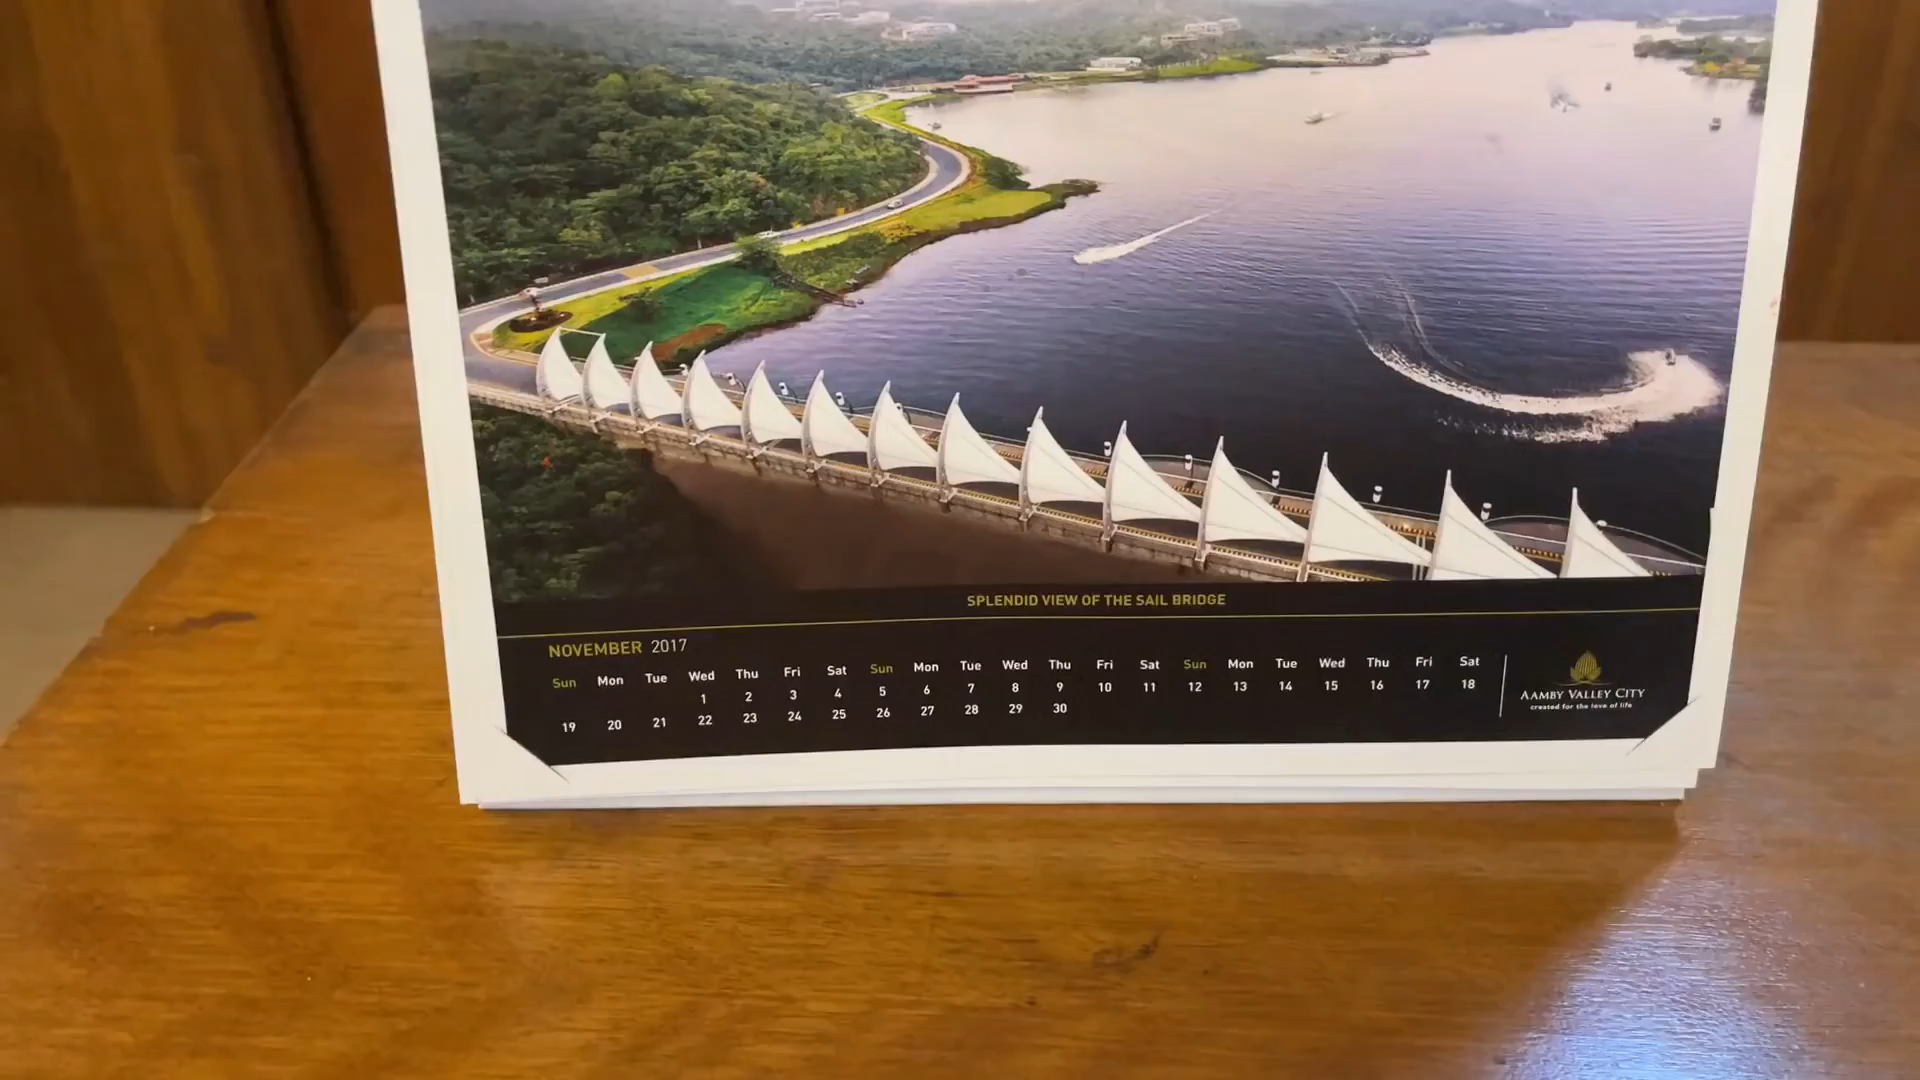 SPLENDID VIEW OF THE SAIL BRIDGE
NOVEMBER 2017
Sun Mon Tue Wed Thu Fri Sat Sun Mon Tue Wed Thu Fri Sat Sun Mon Tue Wed Thu Fri Sat
1 2 3 4 5 6 7 8 9 10 11 12 13 14 15 16 17 18
19 20 21 22 23 24 25 26 27 28 29 30
AAMBY VALLEY CITY
created for the love of life